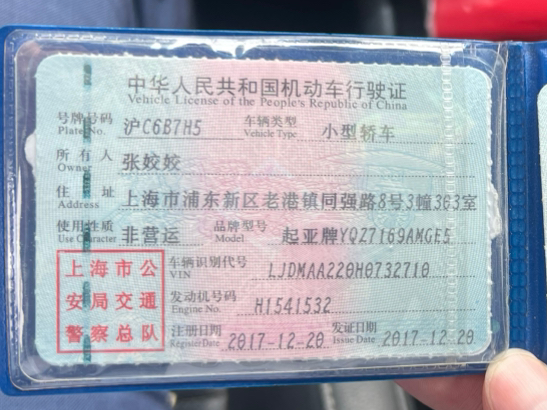 中华人民共和国机动车行驶证
Vehicle License of the People's Republic of China
号牌号码 沪C6B7H5 车辆类型 小型轿车
Plate No. Vehicle Type
所有人 张姣姣
Owner
住址 上海市浦东新区老港镇同强路8号3幢363室
Address
使用性质 非营运 品牌型号 起亚牌YQZ7169AMGE5
Use Character Model
上海市公
安局交通
警察总队
车辆识别代号 LJDMAA220H0732710
VIN
发动机号码 H1541532
Engine No.
注册日期 2017-12-20 发证日期 2017-12-20
Register Date Issue Date